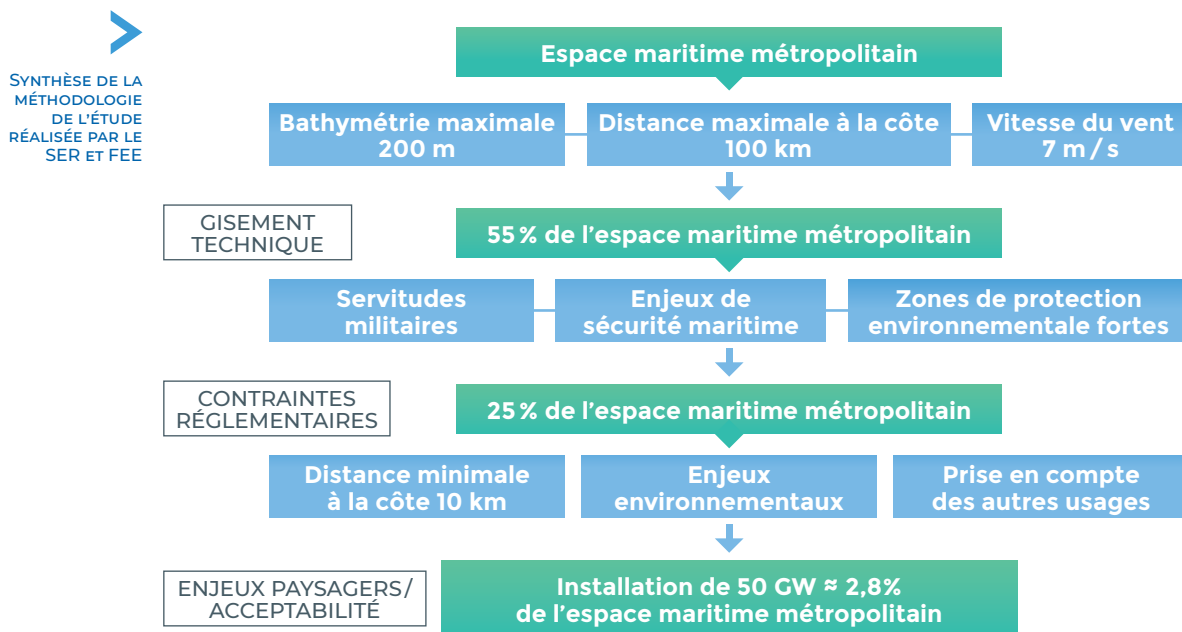 SYNTHÈSE DE LA
MÉTHODOLOGIE
DE L'ÉTUDE
RÉALISÉE PAR LE
SER ET FEE
Espace maritime métropolitain
Bathymétrie maximale
200 m
Distance maximale à la côte
100 km
Vitesse du vent
7 m / s
GISEMENT
TECHNIQUE
55 % de l'espace maritime métropolitain
Servitudes
militaires
Enjeux de
sécurité maritime
Zones de protection
environnementale fortes
CONTRAINTES
RÉGLEMENTAIRES
25 % de l'espace maritime métropolitain
Distance minimale
à la côte 10 km
Enjeux
environnementaux
Prise en compte
des autres usages
ENJEUX PAYSAGERS /
ACCEPTABILITÉ
Installation de 50 GW ≈ 2,8%
de l'espace maritime métropolitain